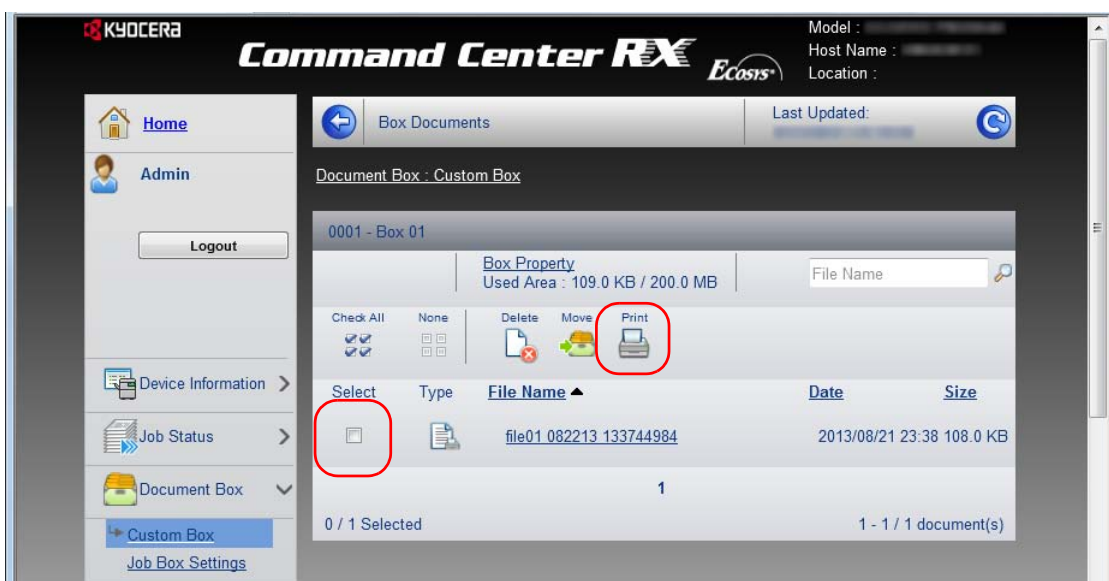 KYOCERA
Command Center RX
Ecosys
Model :
Host Name :
Location :
Home
Admin
Logout
Device Information
Job Status
Document Box
Custom Box
Job Box Settings
Box Documents
Last Updated:
Document Box : Custom Box
0001 - Box 01
Box Property
Used Area : 109.0 KB / 200.0 MB
File Name
Check All
None
Delete
Move
Print
Select
Type
File Name
Date
Size
file01 082213 133744984
2013/08/21 23:38 108.0 KB
1
0 / 1 Selected
1 - 1 / 1 document(s)